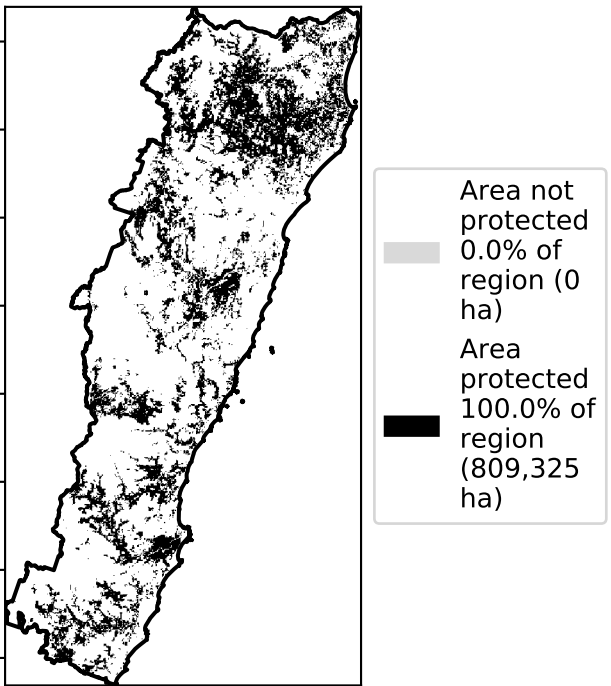 Area not
protected
0.0% of
region (0
ha)
Area
protected
100.0% of
region
(809,325
ha)